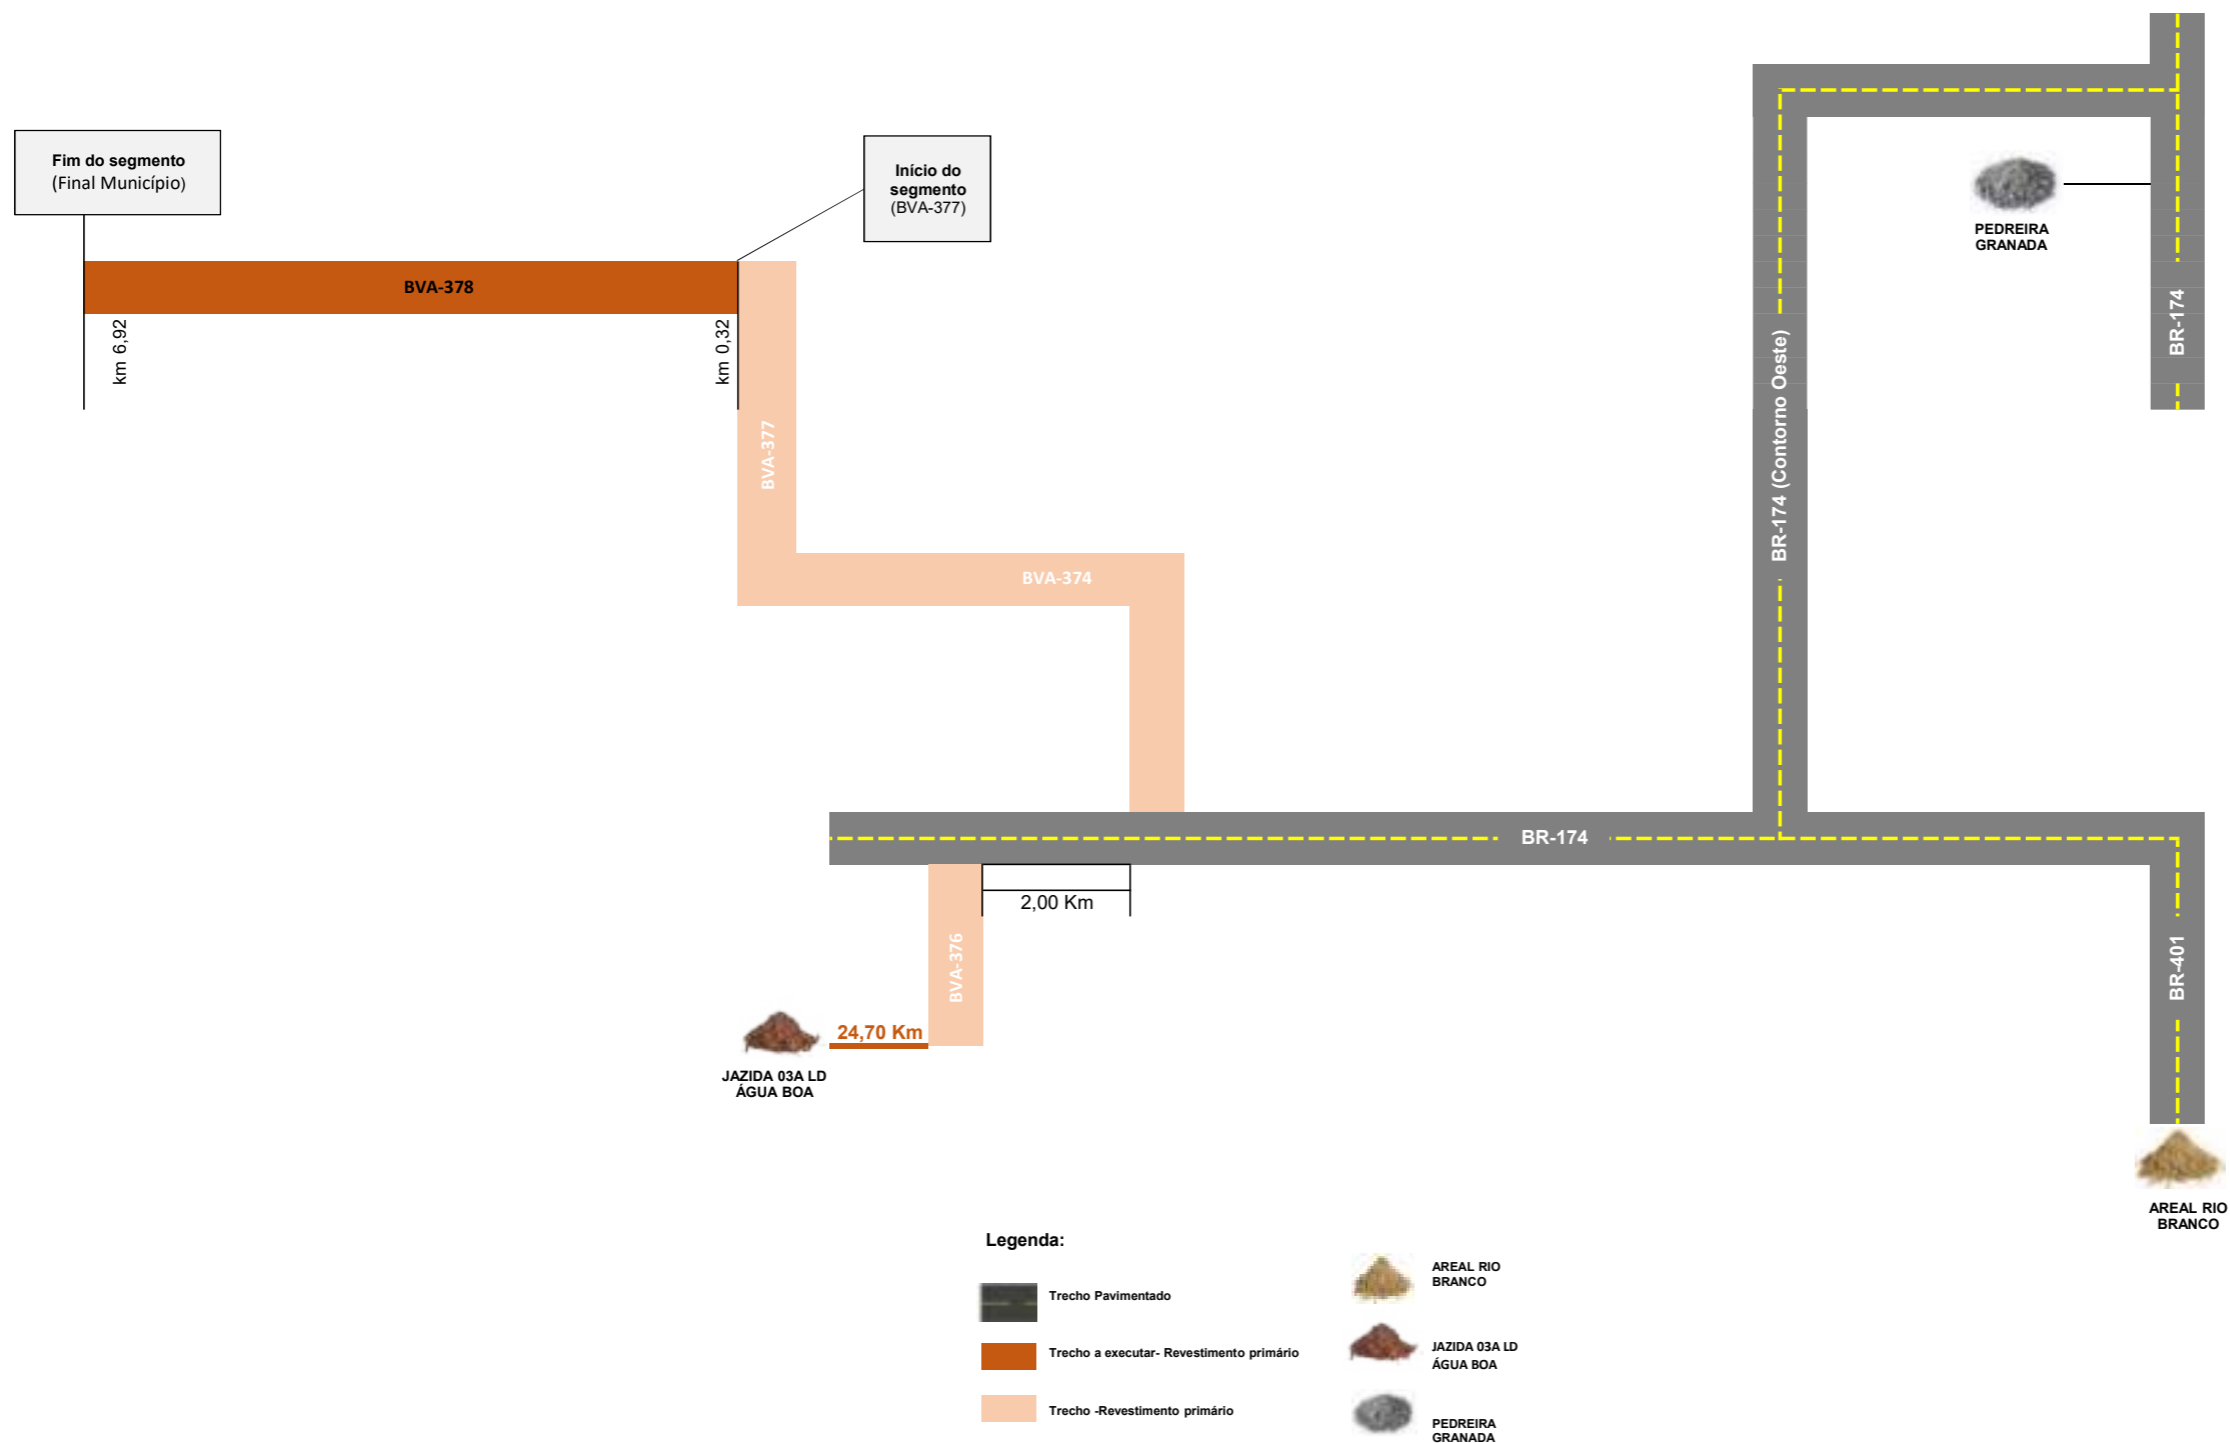 Fim do segmento
(Final Município)
Início do
segmento
(BVA-377)
PEDREIRA
GRANADA
BVA-378
km 6,92
km 0,32
BR-174
BR-174 (Contorno Oeste)
BVA-377
BVA-374
BR-174
2,00 Km
BVA-376
BR-401
24,70 Km
JAZIDA 03A LD
ÁGUA BOA
AREAL RIO
BRANCO
Legenda:
Trecho Pavimentado
Trecho a executar- Revestimento primário
Trecho -Revestimento primário
AREAL RIO
BRANCO
JAZIDA 03A LD
ÁGUA BOA
PEDREIRA
GRANADA